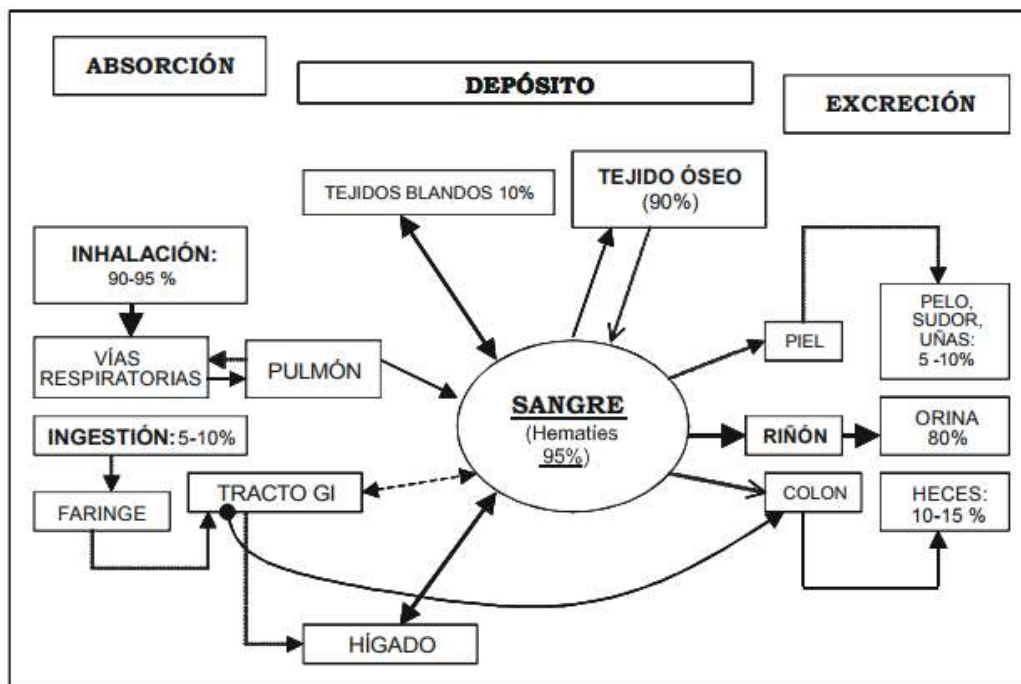 ABSORCIÓN
DEPÓSITO
EXCRECIÓN
TEJIDOS BLANDOS 10%
TEJIDO ÓSEO
(90%)
INHALACIÓN:
90-95 %
VÍAS
RESPIRATORIAS
PULMÓN
INGESTIÓN: 5-10%
FARINGE
TRACTO GI
HÍGADO
SANGRE
(Hematíes
95%)
PIEL
PELO,
SUDOR,
UÑAS:
5 -10%
RIÑÓN
ORINA
80%
COLON
HECES:
10-15 %